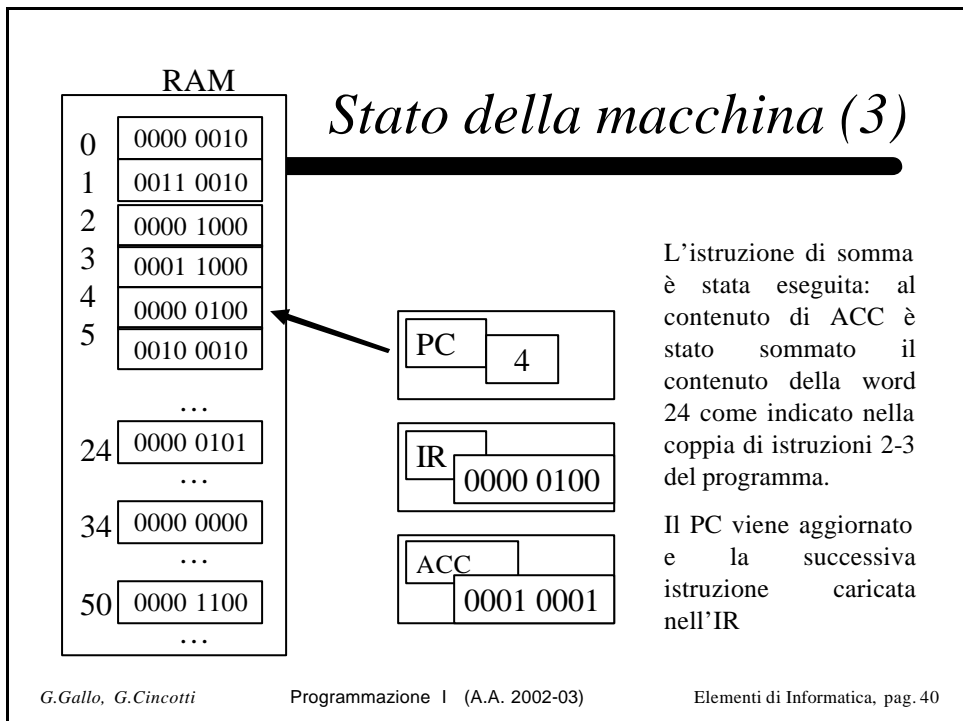 RAM
Stato della macchina (3)
0 0000 0010
1 0011 0010
2 0000 1000
3 0001 1000
4 0000 0100
5 0010 0010
…
24 0000 0101
…
34 0000 0000
…
50 0000 1100
…
PC
4
IR
0000 0100
ACC
0001 0001
L'istruzione di somma
è stata eseguita: al
contenuto di ACC è
stato sommato il
contenuto della word
24 come indicato nella
coppia di istruzioni 2-3
del programma.
Il PC viene aggiornato
e la successiva
istruzione caricata
nell'IR
G.Gallo, G.Cincotti Programmazione I (A.A. 2002-03) Elementi di Informatica, pag. 40